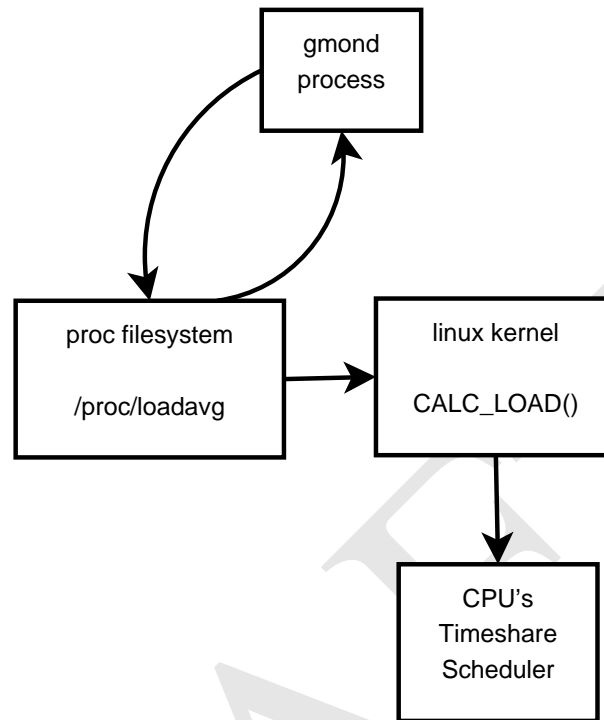 gmond
process
proc filesystem
/proc/loadavg
linux kernel
CALC_LOAD()
CPU's
Timeshare
Scheduler